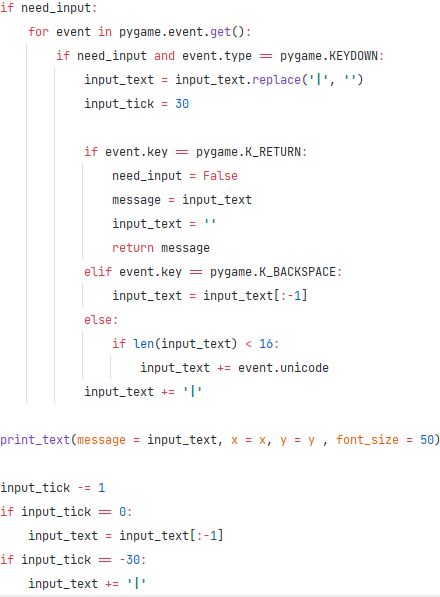 if need_input:
    for event in pygame.event.get():
        if need_input and event.type == pygame.KEYDOWN:
            input_text = input_text.replace('|', '')
            input_tick = 30

            if event.key == pygame.K_RETURN:
                need_input = False
                message = input_text
                input_text = ''
                return message
            elif event.key == pygame.K_BACKSPACE:
                input_text = input_text[:-1]
            else:
                if len(input_text) < 16:
                    input_text += event.unicode
            input_text += '|'

print_text(message = input_text, x = x, y = y , font_size = 50)

input_tick -= 1
if input_tick == 0:
    input_text = input_text[:-1]
if input_tick == -30:
    input_text += '|'